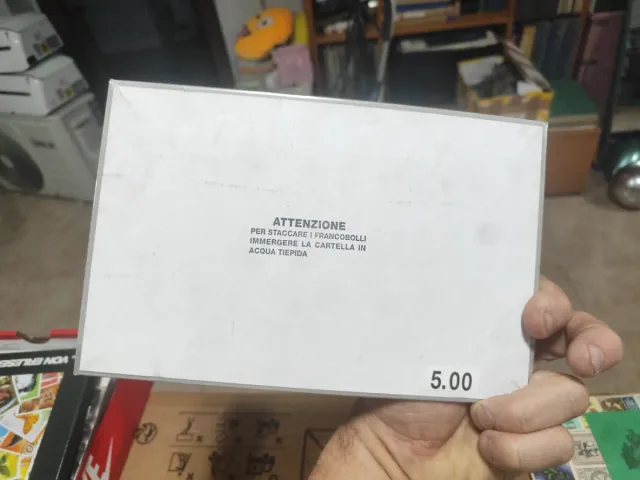 ATTENZIONE
PER STACCARE I FRANCOBOLLI
IMMERGERE LA CARTELLA IN
ACQUA TIEPIDA
5.00